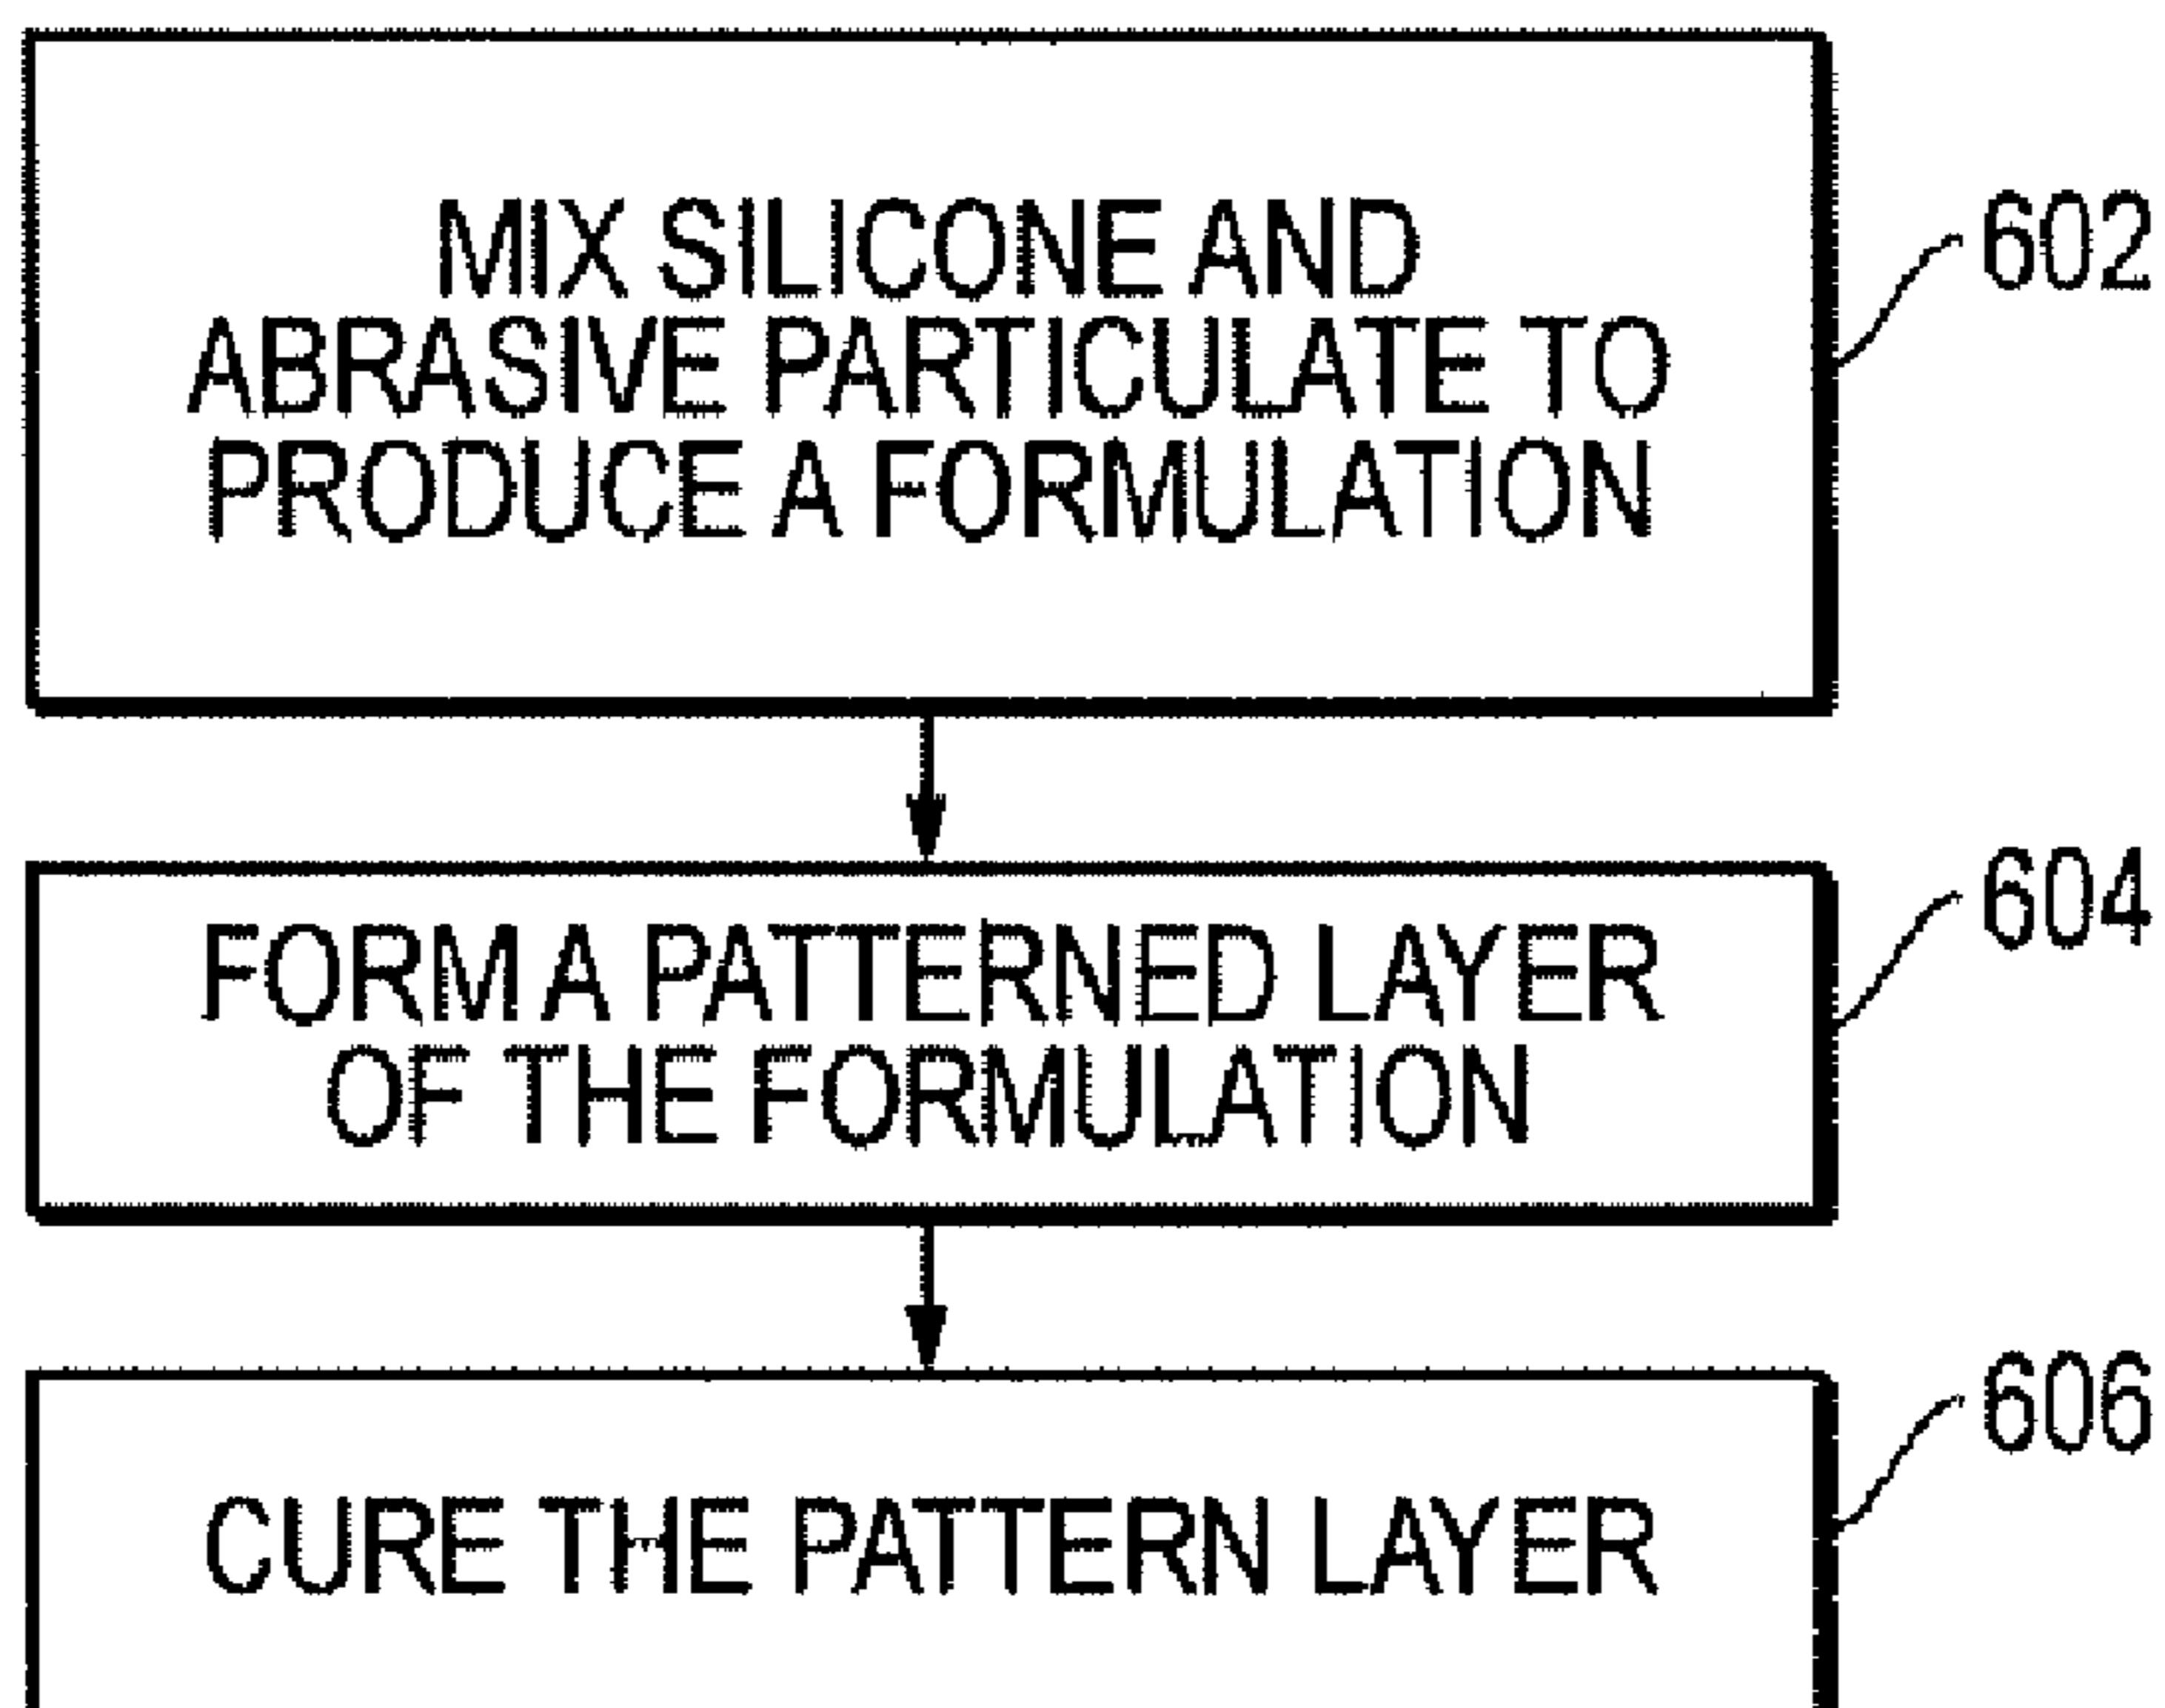 MIX SILICONE AND
ABRASIVE PARTICULATE TO
PRODUCE A FORMULATION
602
FORM A PATTERNED LAYER
OF THE FORMULATION
604
CURE THE PATTERN LAYER
606